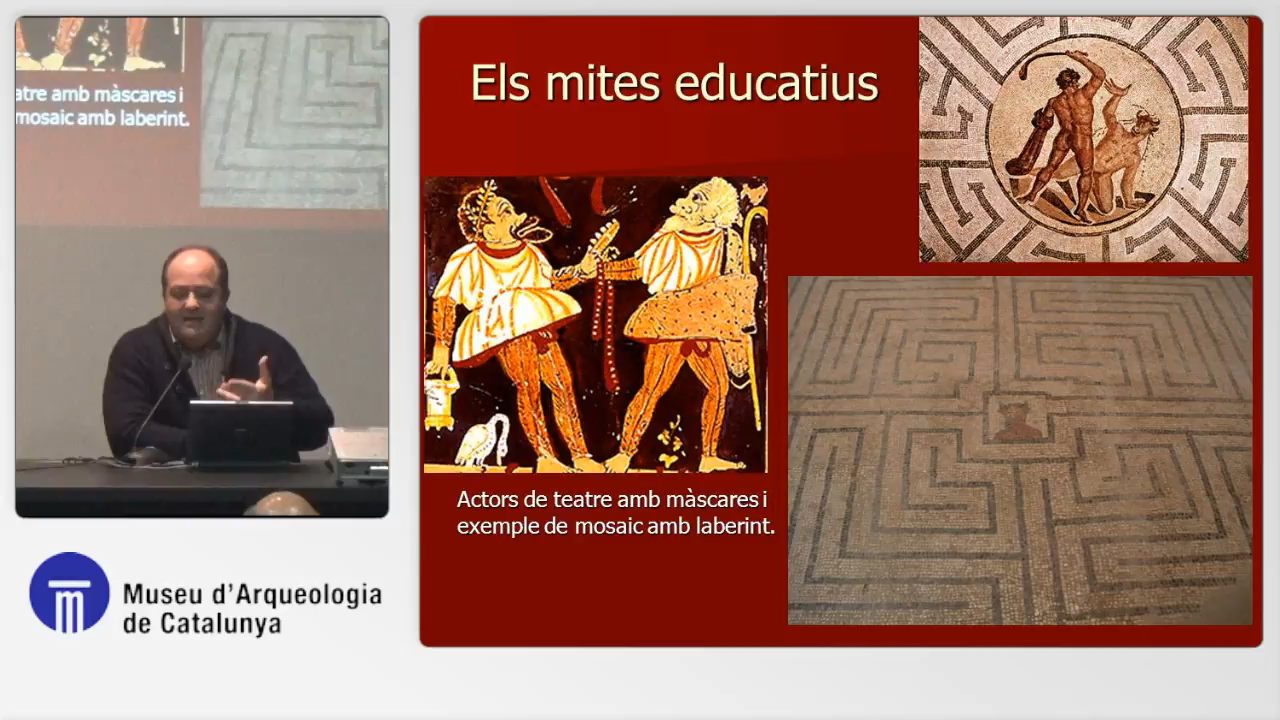 atre amb màscares i
mosaic amb laberint.
Els mites educatius
Actors de teatre amb màscares i
exemple de mosaic amb laberint.
m
Museu d'Arqueologia
de Catalunya